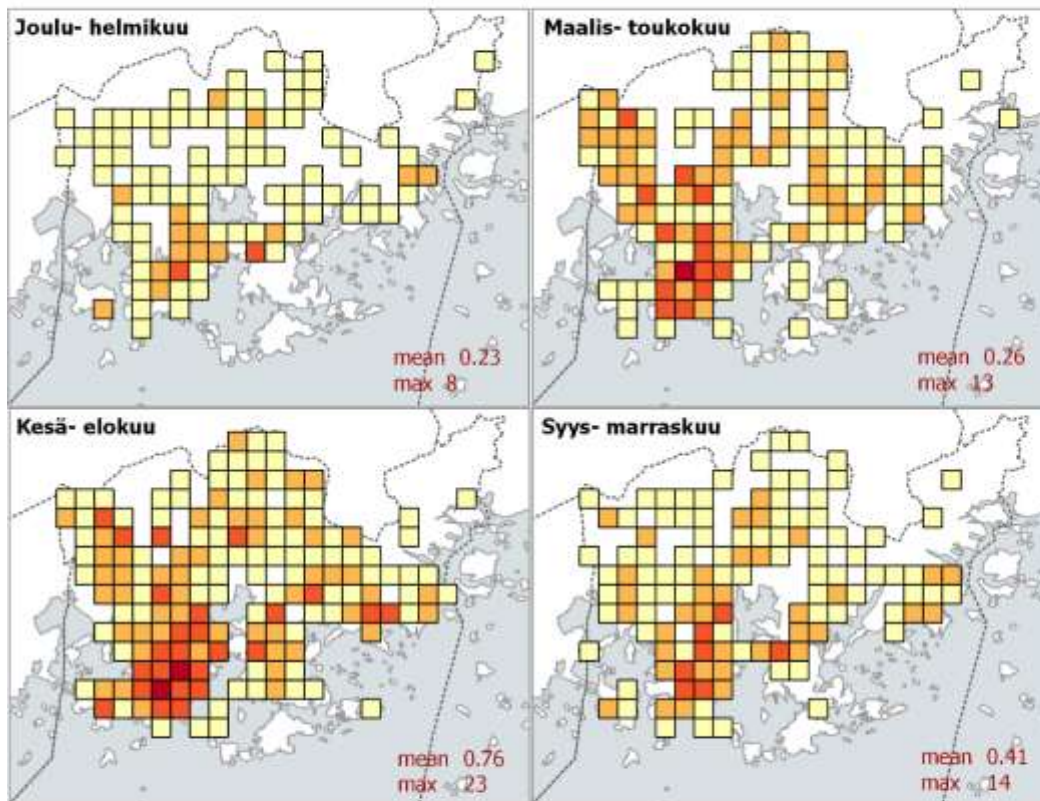 Joulu- helmikuu
mean 0.23
max 8
Maalis- toukokuu
mean 0.26
max 13
Kesä- elokuu
mean 0.76
max 23
Syys- marraskuu
mean 0.41
max 14